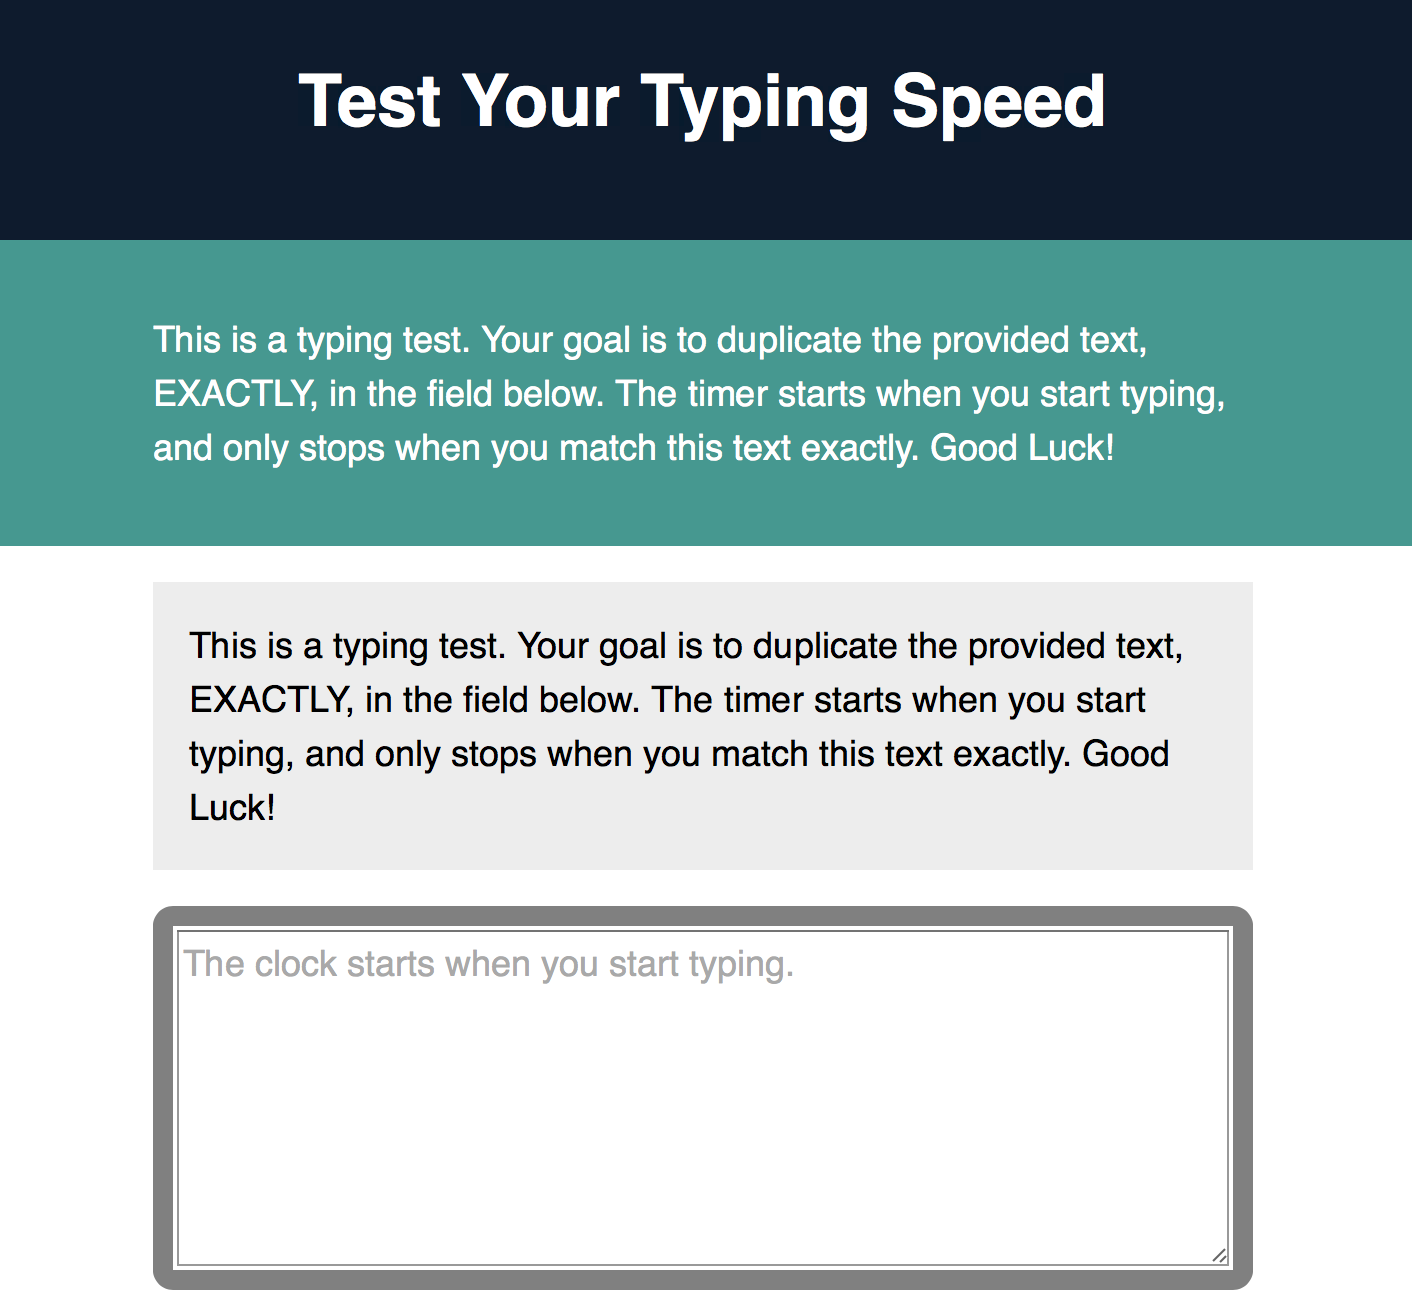 Test Your Typing Speed
This is a typing test. Your goal is to duplicate the provided text,
EXACTLY, in the field below. The timer starts when you start typing,
and only stops when you match this text exactly. Good Luck!
This is a typing test. Your goal is to duplicate the provided text,
EXACTLY, in the field below. The timer starts when you start
typing, and only stops when you match this text exactly. Good
Luck!
The clock starts when you start typing.